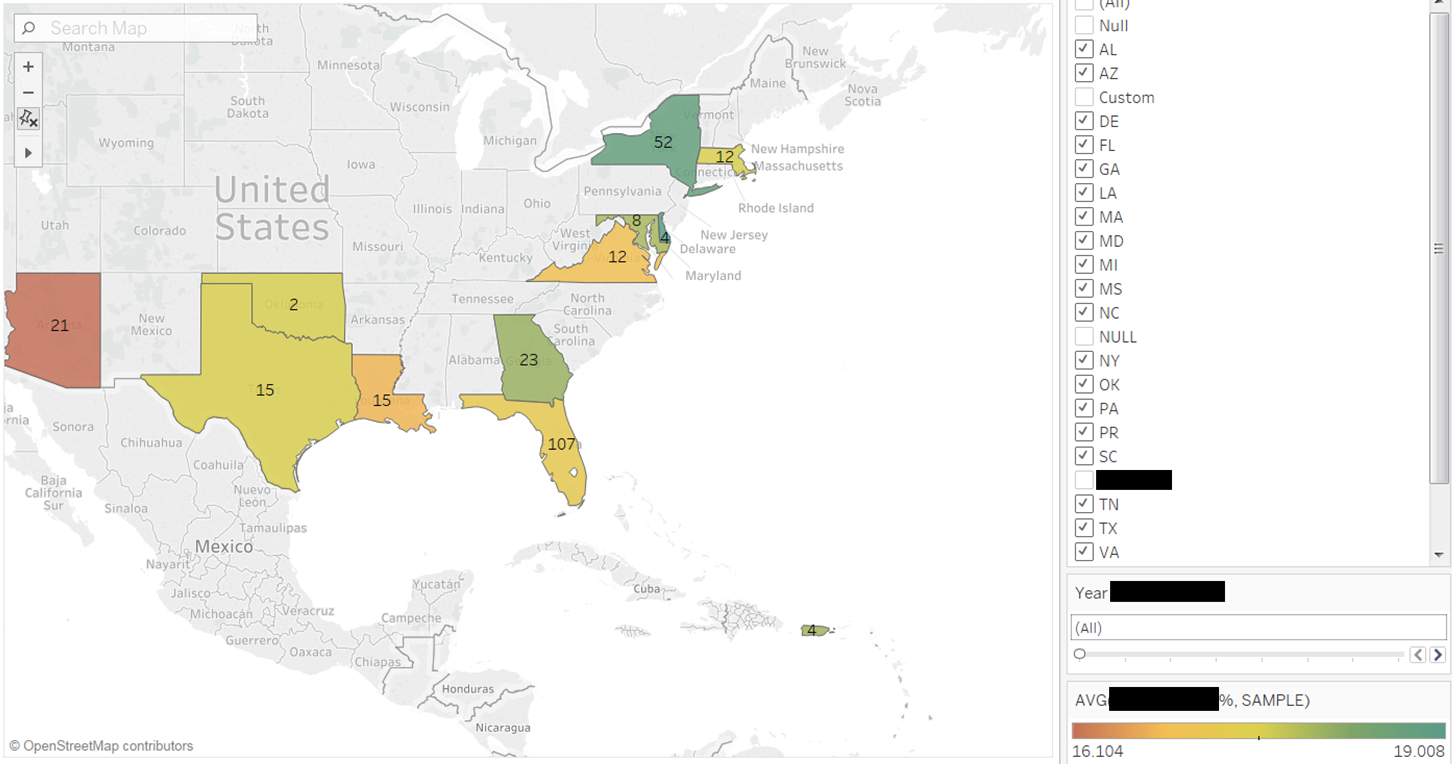 Search Map
North
Dakota
Montana
Minnesota
New
Brunswick
Maine
Nova
Scotia
South
Dakota
Wisconsin
Michigan
Vermont
Wyoming
52
New Hampshire
12
Massachusetts
Iowa
Connecticut
Pennsylvania
United
States
Illinois
Indiana
Ohio
Rhode Island
Utah
Colorado
8
4
New Jersey
West
Virginia
Delaware
Missouri
Kentucky
12
Maryland
Tennessee
North
Carolina
2
Oklahoma
21
New
Mexico
Arkansas
South
Carolina
Alabama
23
15
15
107
Sonora
Chihuahua
Coahuila
Baja
California
Sur
Sinaloa
Nuevo
León
Tamaulipas
Mexico
Nayarit
Jalisco
Michoacán
Veracruz
Guerrero
Oaxaca
Yucatán
Campeche
Chiapas
Cuba
4
Honduras
Nicaragua
© OpenStreetMap contributors
(All)
Null
AL
AZ
Custom
DE
FL
GA
LA
MA
MD
MI
MS
NC
NULL
NY
OK
PA
PR
SC
TN
TX
VA
Year
(All)
AVG( %, SAMPLE)
16.104 19.008